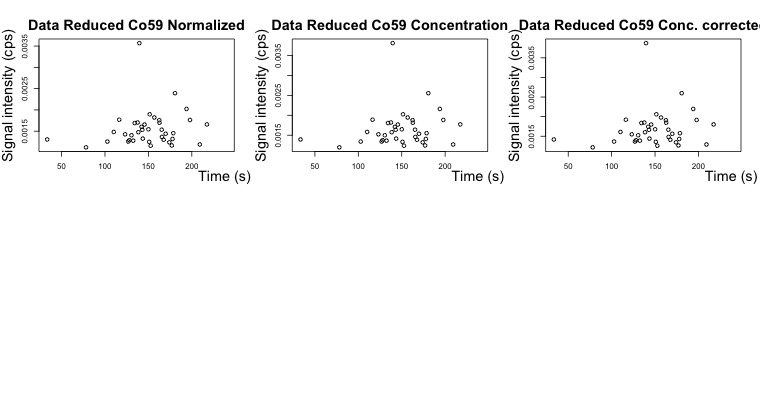 Data Reduced Co59 Normalized
Signal intensity (cps)
0.0015
0.0025
0.0035
50 100 150 200
Time (s)
Data Reduced Co59 Concentration
Signal intensity (cps)
0.0015
0.0025
0.0035
50 100 150 200
Time (s)
Data Reduced Co59 Conc. corrected
Signal intensity (cps)
0.0015
0.0025
0.0035
50 100 150 200
Time (s)